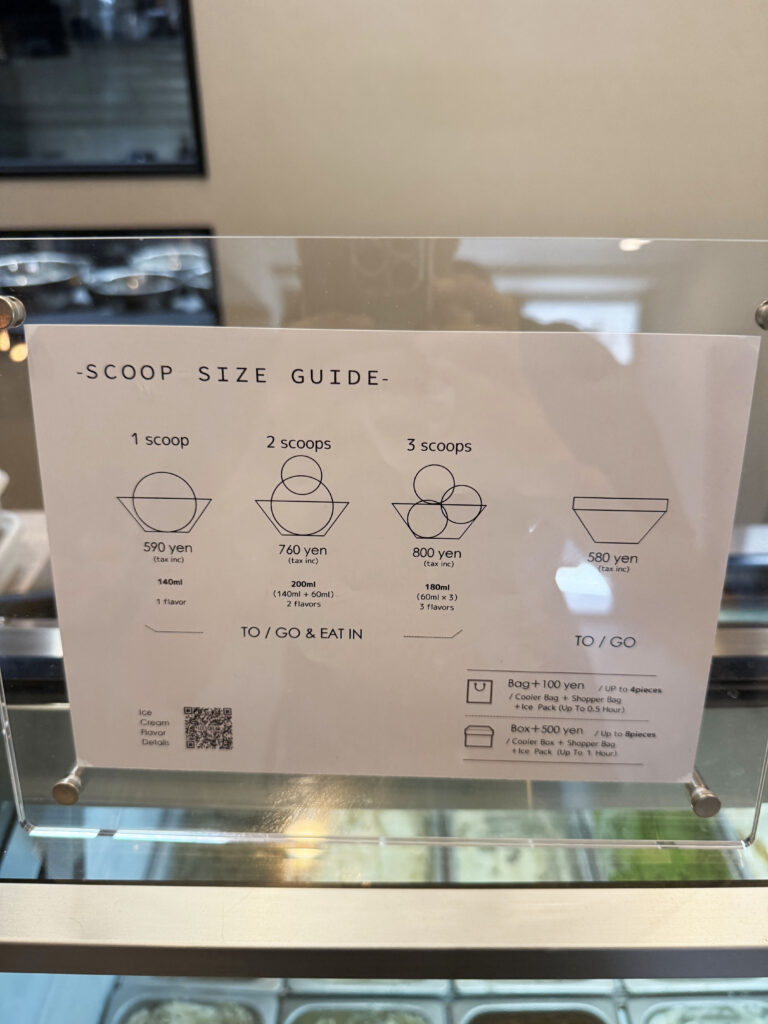 -SCOOP SIZE GUIDE-
1 scoop
590 yen
(tax inc)
140ml
1 flavor
2 scoops
760 yen
(tax inc)
200ml
(140ml + 60ml)
2 flavors
3 scoops
800 yen
(tax inc)
180ml
(60ml × 3)
3 flavors
TO / GO & EAT IN
580 yen
(tax inc)
TO / GO
Bag+100 yen / UP to 4pieces
/ Cooler Bag + Shopper Bag
+Ice Pack (Up To 0.5 Hour)
Box+500 yen / Up to 8pieces
/ Cooler Box + Shopper Bag
+Ice Pack (Up To 1 Hour)
Ice
Cream
Flavor
Details